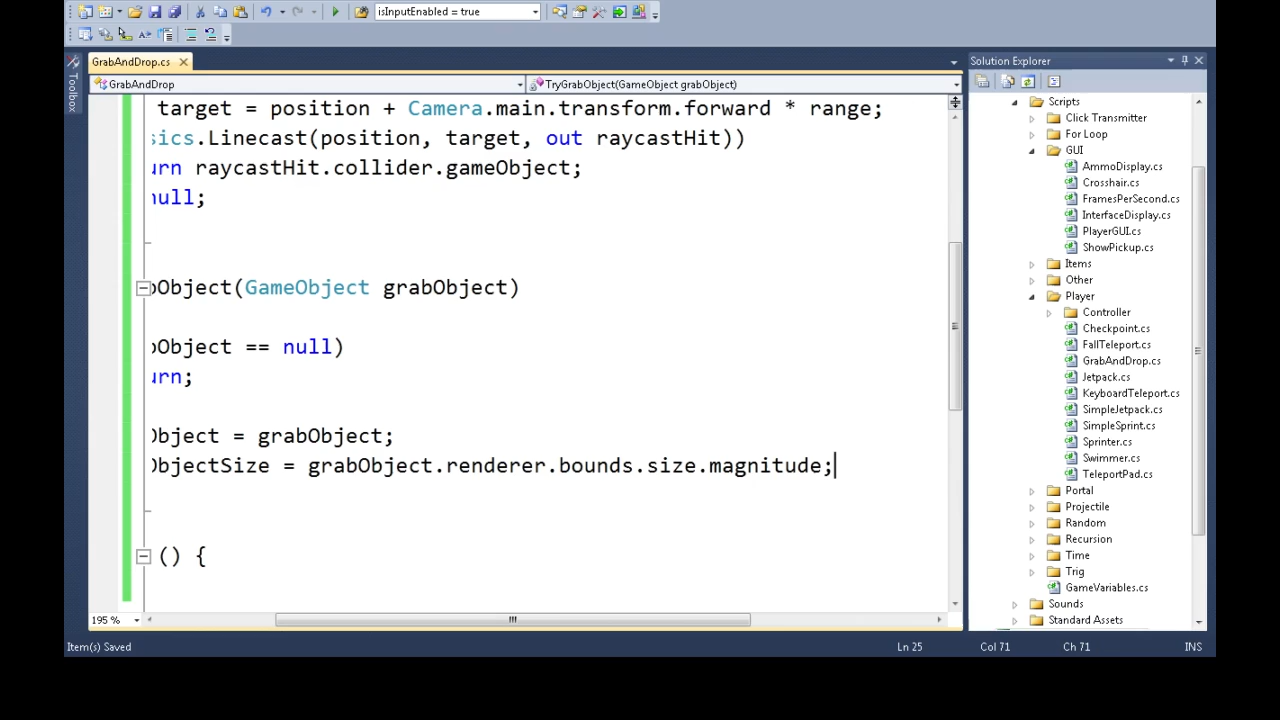 isInputEnabled = true
GrabAndDrop.cs
Solution Explorer
Toolbox
GrabAndDrop
TryGrabObject(GameObject grabObject)
target = position + Camera.main.transform.forward * range;
sics.Linecast(position, target, out raycastHit))
urn raycastHit.collider.gameObject;
null;
bObject(GameObject grabObject)
bObject == null)
urn;
Object = grabObject;
ObjectSize = grabObject.renderer.bounds.size.magnitude;
() {
195 %
Scripts
Click Transmitter
For Loop
GUI
AmmoDisplay.cs
Crosshair.cs
FramesPerSecond.cs
InterfaceDisplay.cs
PlayerGUI.cs
ShowPickup.cs
Items
Other
Player
Controller
Checkpoint.cs
FallTeleport.cs
GrabAndDrop.cs
Jetpack.cs
KeyboardTeleport.cs
SimpleJetpack.cs
SimpleSprint.cs
Sprinter.cs
Swimmer.cs
TeleportPad.cs
Portal
Projectile
Random
Recursion
Time
Trig
GameVariables.cs
Sounds
Standard Assets
Item(s) Saved
Ln 25
Col 71
Ch 71
INS